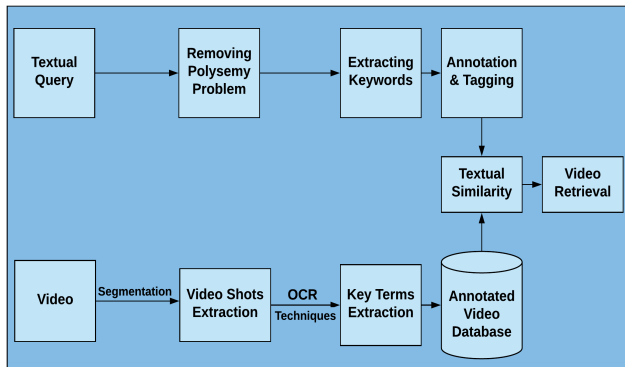 Textual
Query
Removing
Polysemy
Problem
Extracting
Keywords
Annotation
& Tagging
Textual
Similarity
Video
Retrieval
Video
Segmentation
Video Shots
Extraction
OCR
Techniques
Key Terms
Extraction
Annotated
Video
Database